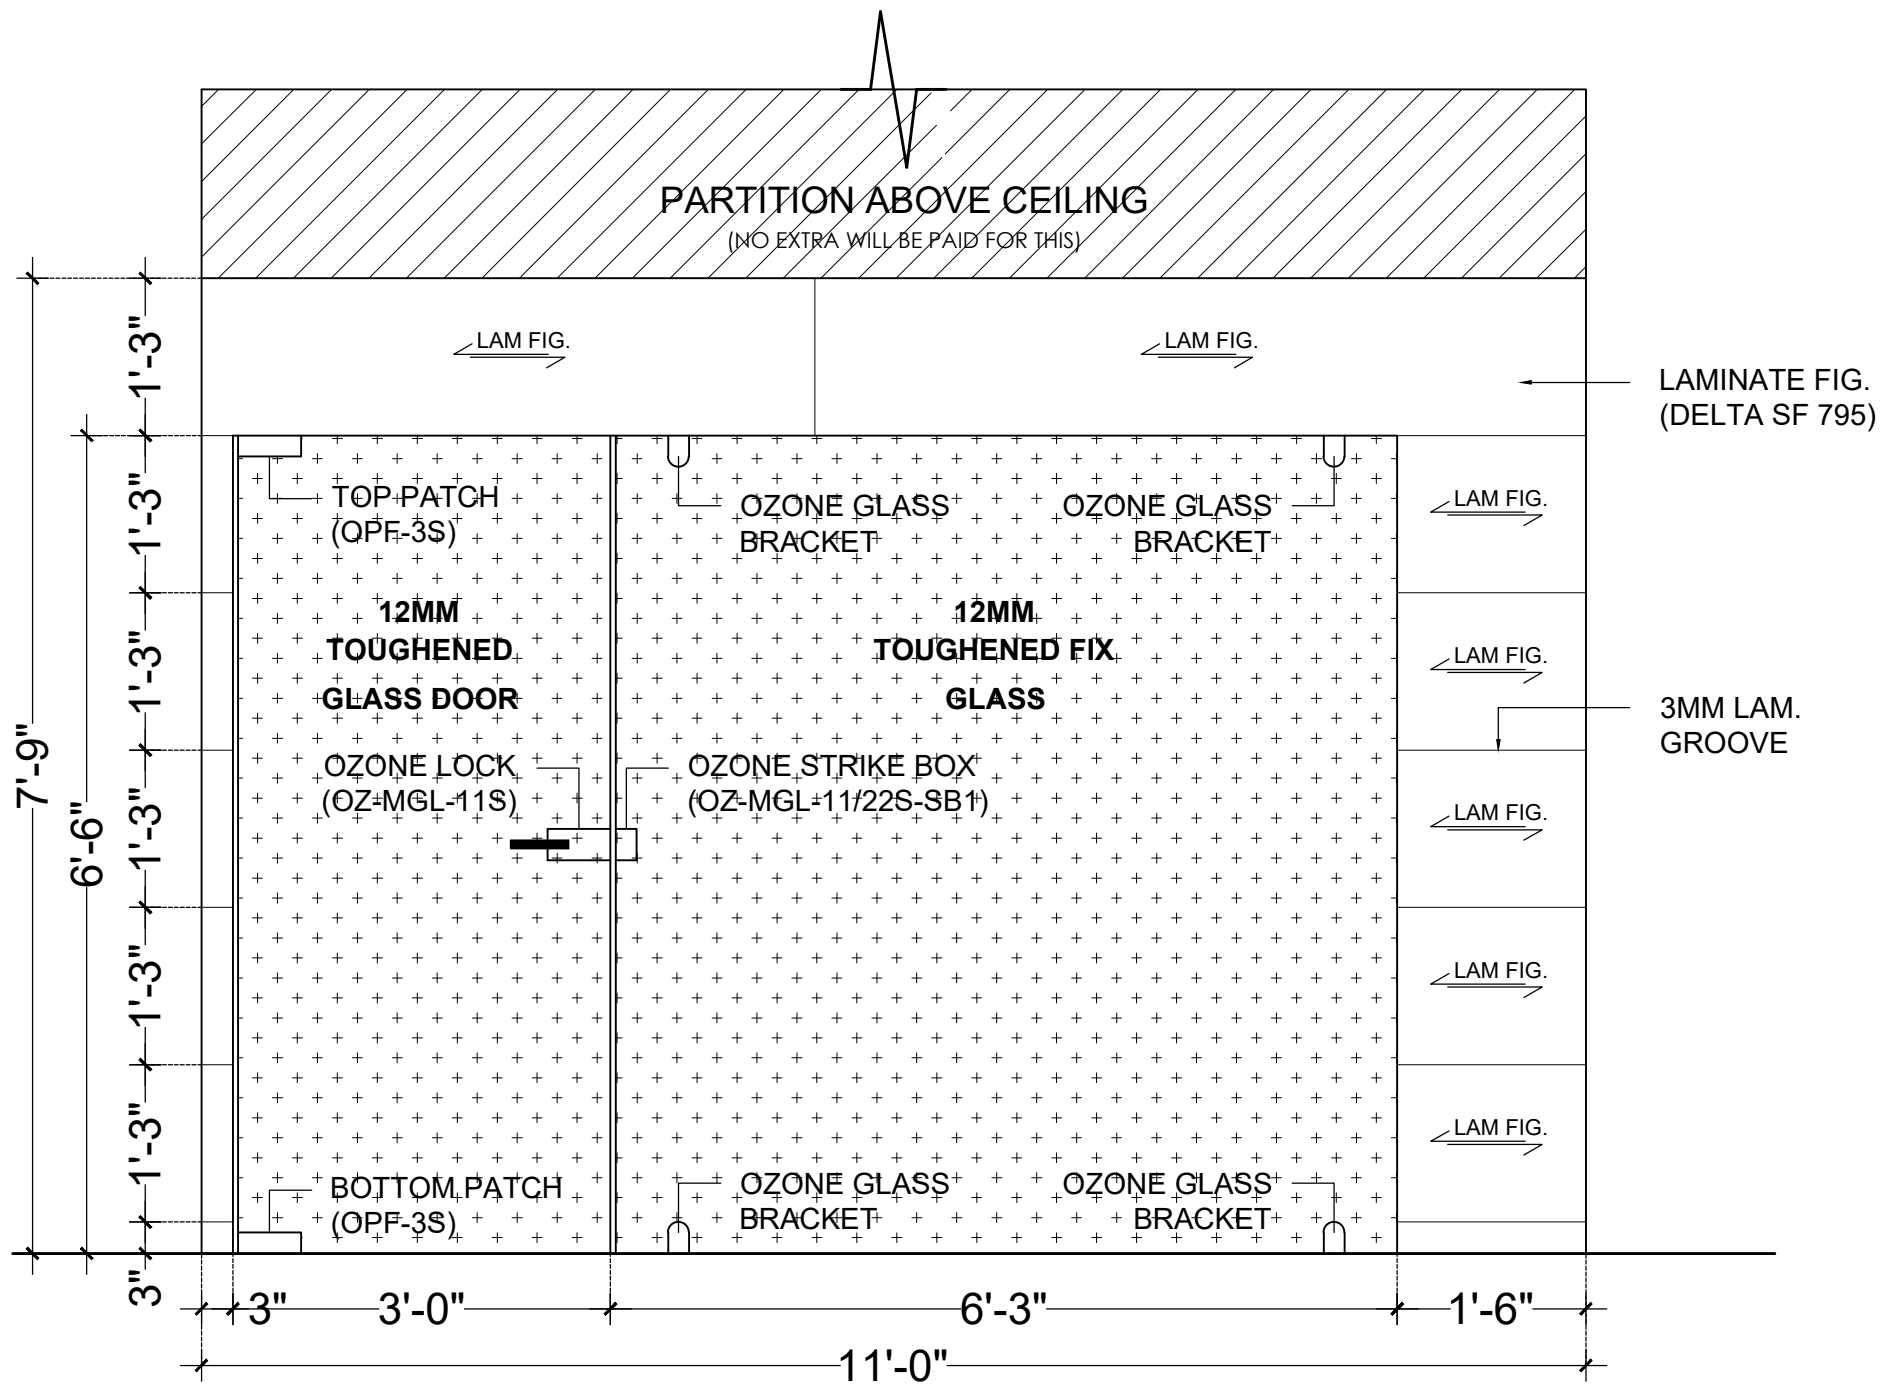 PARTITION ABOVE CEILING
(NO EXTRA WILL BE PAID FOR THIS)
LAM FIG.
LAM FIG.
LAMINATE FIG.
(DELTA SF 795)
TOP PATCH
(OPF-3S)
OZONE GLASS
BRACKET
OZONE GLASS
BRACKET
LAM FIG.
12MM
TOUGHENED
GLASS DOOR
12MM
TOUGHENED FIX
GLASS
LAM FIG.
3MM LAM.
GROOVE
OZONE LOCK
(OZ-MGL-11S)
OZONE STRIKE BOX
(OZ-MGL-11/22S-SB1)
LAM FIG.
LAM FIG.
LAM FIG.
BOTTOM PATCH
(OPF-3S)
OZONE GLASS
BRACKET
OZONE GLASS
BRACKET
7'-9"
6'-6"
1'-3"
1'-3"
1'-3"
1'-3"
1'-3"
1'-3"
3"
3"
3'-0"
6'-3"
1'-6"
11'-0"